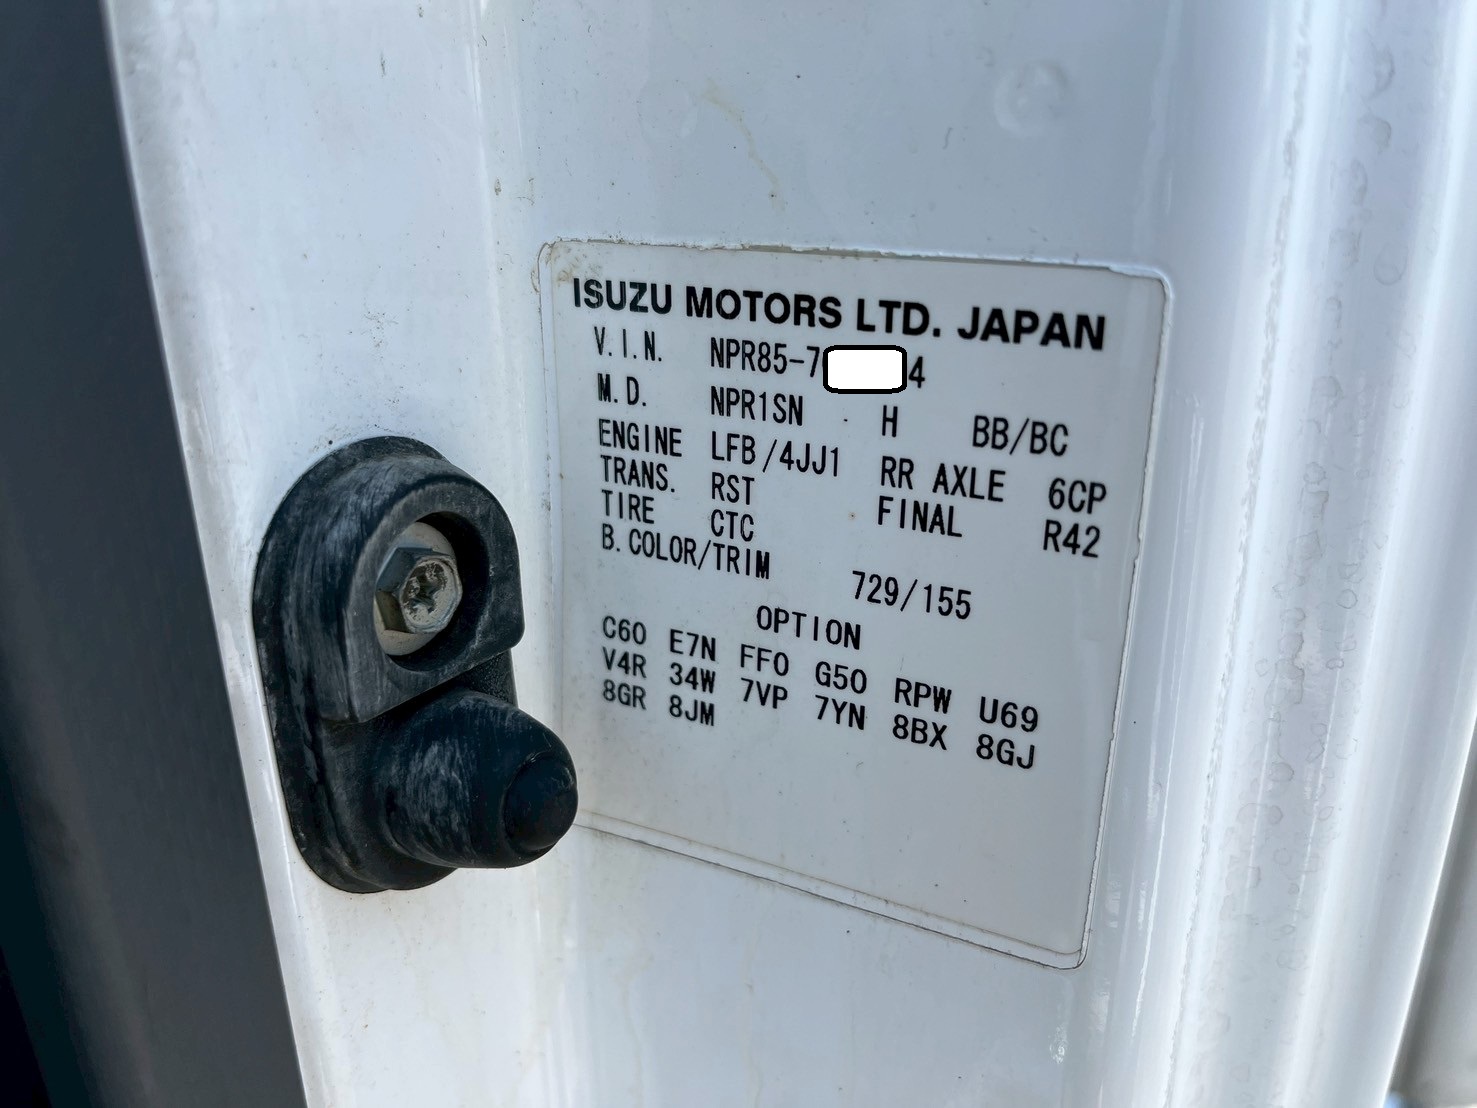 ISUZU MOTORS LTD. JAPAN
V.I.N. NPR85-7 4
M.D. NPR1SN H BB/BC
ENGINE LFB/4JJ1 RR AXLE 6CP
TRANS. RST FINAL R42
TIRE CTC
B.COLOR/TRIM 729/155
OPTION
C60 E7N FF0 G50 RPW U69
V4R 34W 7VP 7YN 8BX 8GJ
8GR 8JM